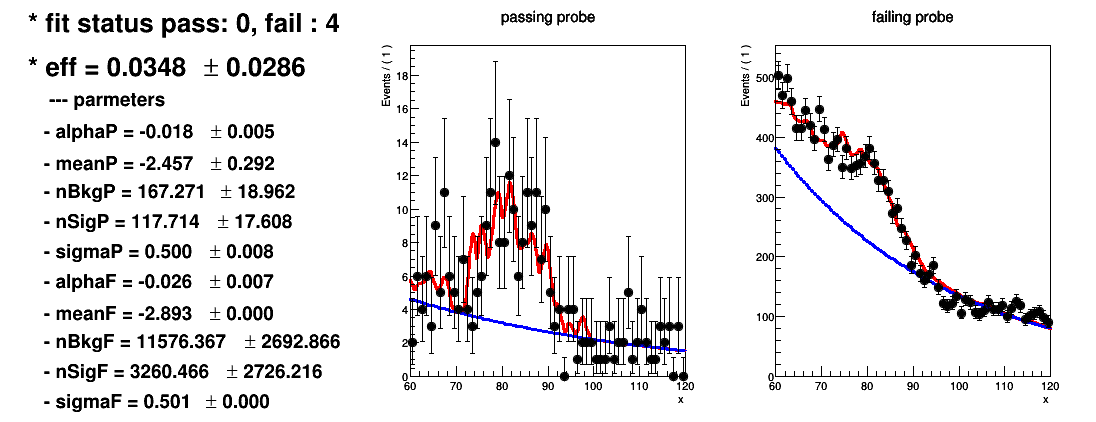 * fit status pass: 0, fail : 4
* eff = 0.0348 ± 0.0286
--- parmeters
- alphaP = -0.018 ± 0.005
- meanP = -2.457 ± 0.292
- nBkgP = 167.271 ± 18.962
- nSigP = 117.714 ± 17.608
- sigmaP = 0.500 ± 0.008
- alphaF = -0.026 ± 0.007
- meanF = -2.893 ± 0.000
- nBkgF = 11576.367 ± 2692.866
- nSigF = 3260.466 ± 2726.216
- sigmaF = 0.501 ± 0.000
passing probe
Events / ( 1 )
18
16
14
12
10
8
6
4
2
0
60 70 80 90 100 110 120
x
failing probe
Events / ( 1 )
500
400
300
200
100
0
60 70 80 90 100 110 120
x